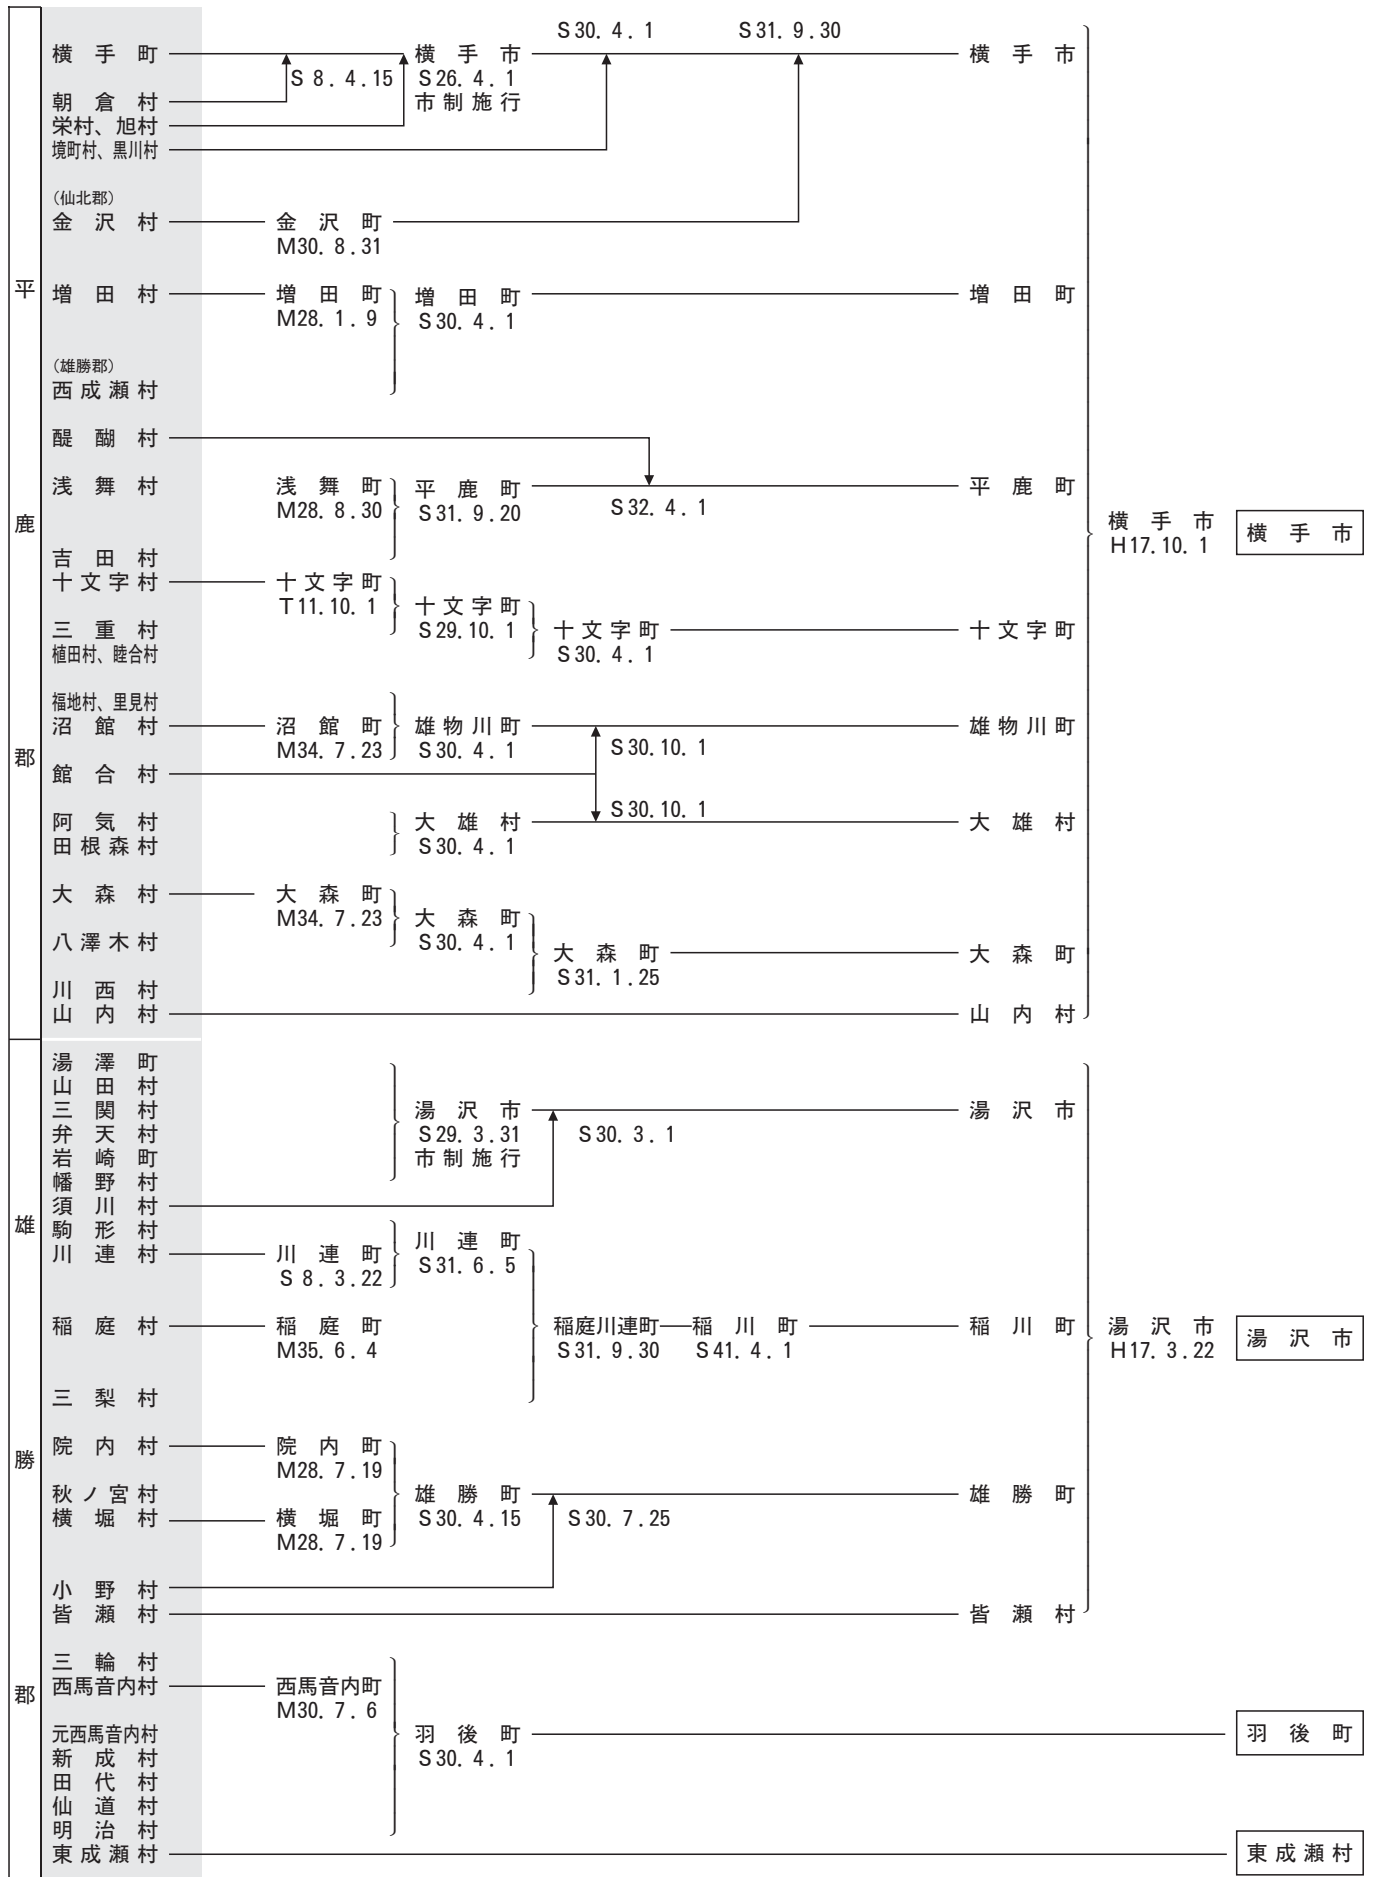 平鹿郡
S30. 4. 1 S31. 9.30
横手町 横手市 横手市
S 8. 4.15 S26. 4. 1
朝倉村 市制施行
栄村、旭村
境町村、黒川村
(仙北郡)
金沢村 金沢町
M30. 8.31
増田村 増田町 増田町 増田町
M28. 1. 9 S30. 4. 1
(雄勝郡)
西成瀬村
醍醐村
浅舞村 浅舞町 平鹿町 平鹿町
M28. 8.30 S31. 9.20 S32. 4. 1
横手市 横手市
H17.10. 1
吉田村
十文字村 十文字町
T11.10. 1 十文字町
S29.10. 1
三重村 十文字町 十文字町
植田村、睦合村 S30. 4. 1
福地村、里見村
沼館村 沼館町 雄物川町 雄物川町
M34. 7.23 S30. 4. 1 S30.10. 1
館合村
S30.10. 1
阿気村 大雄村 大雄村
田根森村 S30. 4. 1
大森村 大森町
M34. 7.23 大森町
八澤木村 S30. 4. 1
大森町 大森町
S31. 1.25
川西村
山内村 山内村
雄勝郡
湯澤町
山田村
三関村 湯沢市 湯沢市
弁天村 S29. 3.31 S30. 3. 1
岩崎町 市制施行
幡野村
須川村
駒形村 川連町
川連村 川連町 S31. 6. 5
S 8. 3.22
稲庭村 稲庭町 稲庭川連町 稲川町 稲川町 湯沢市 湯沢市
M35. 6. 4 S31. 9.30 S41. 4. 1 H17. 3.22
三梨村
院内村 院内町
M28. 7.19
秋ノ宮村 雄勝町 雄勝町
横堀村 横堀町 S30. 4.15 S30. 7.25
M28. 7.19
小野村
皆瀬村 皆瀬村
三輪村
西馬音内村 西馬音内町
M30. 7. 6
元西馬音内村 羽後町 羽後町
新成村 S30. 4. 1
田代村
仙道村
明治村
東成瀬村 東成瀬村